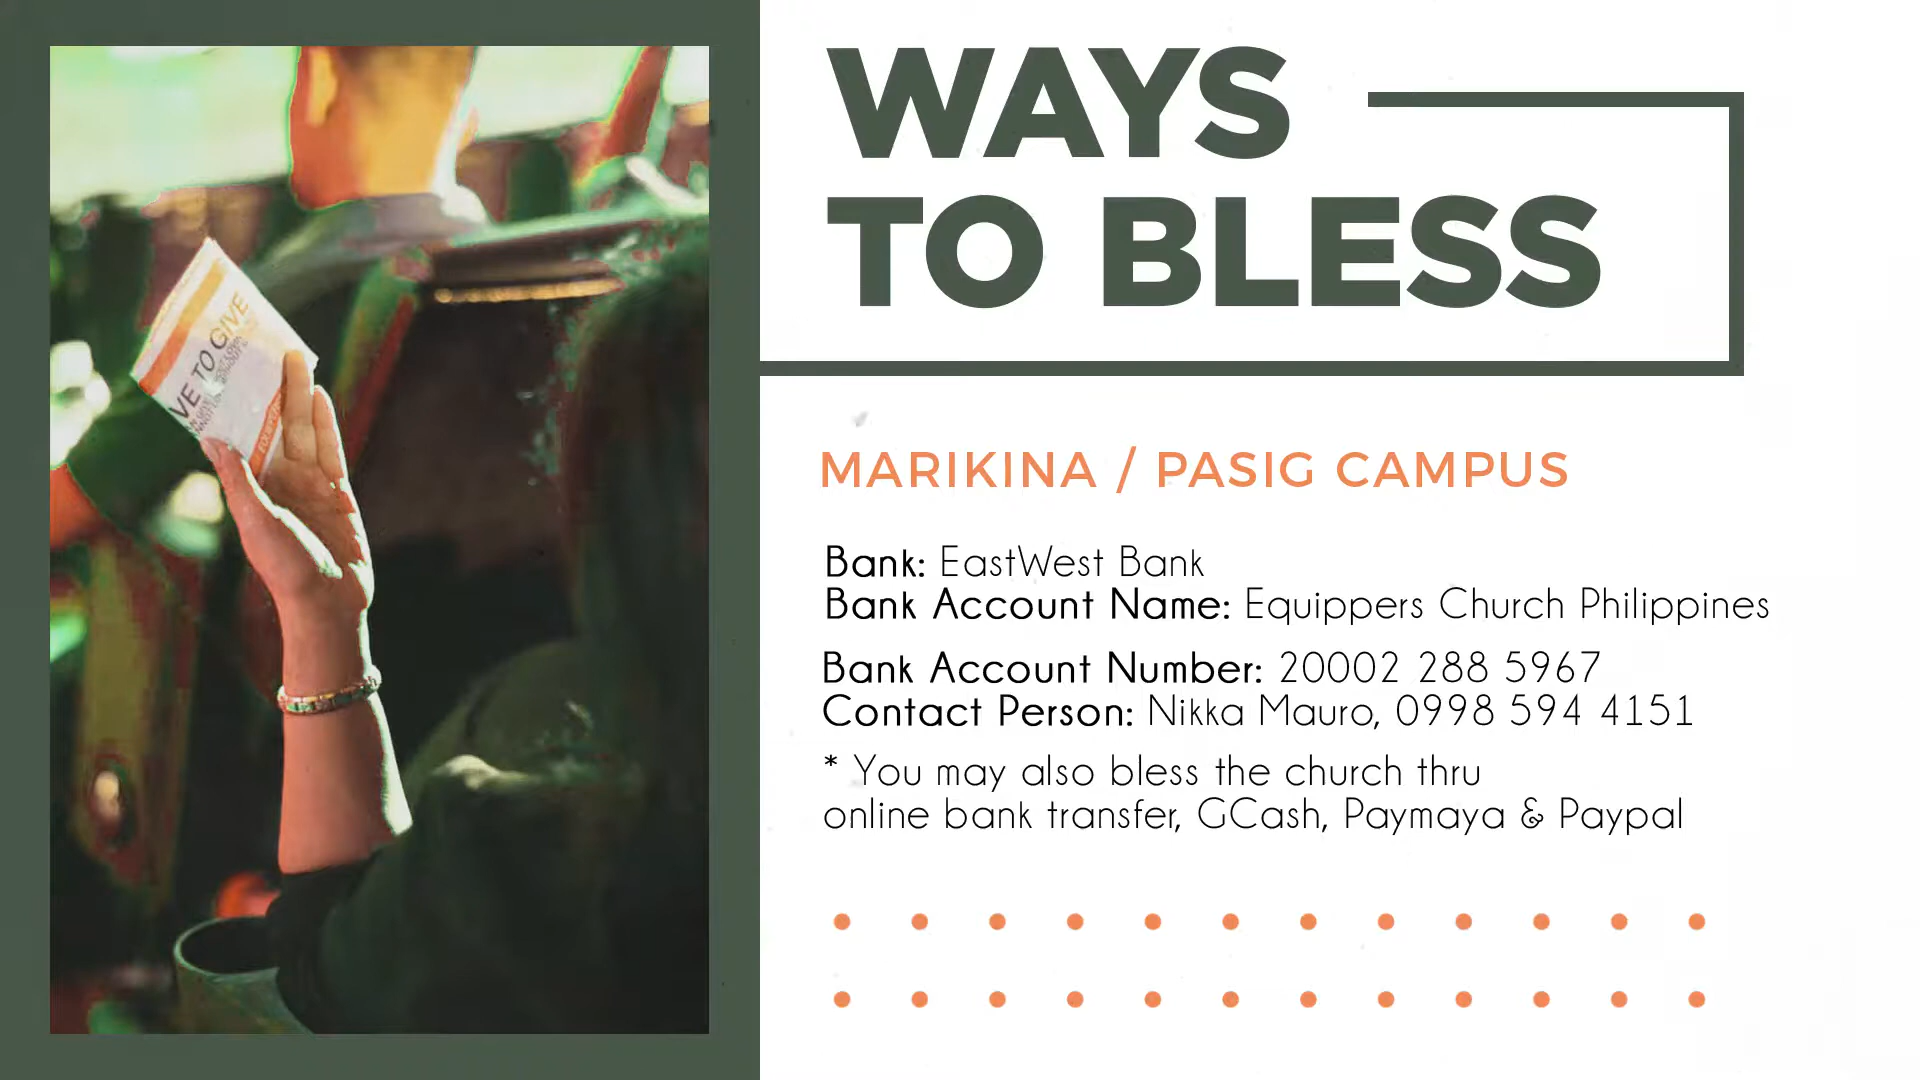 WAYS
TO BLESS
MARIKINA / PASIG CAMPUS
Bank: EastWest Bank
Bank Account Name: Equippers Church Philippines
Bank Account Number: 20002 288 5967
Contact Person: Nikka Mauro, 0998 594 4151
* You may also bless the church thru
online bank transfer, GCash, Paymaya & Paypal
VE TO GIVE